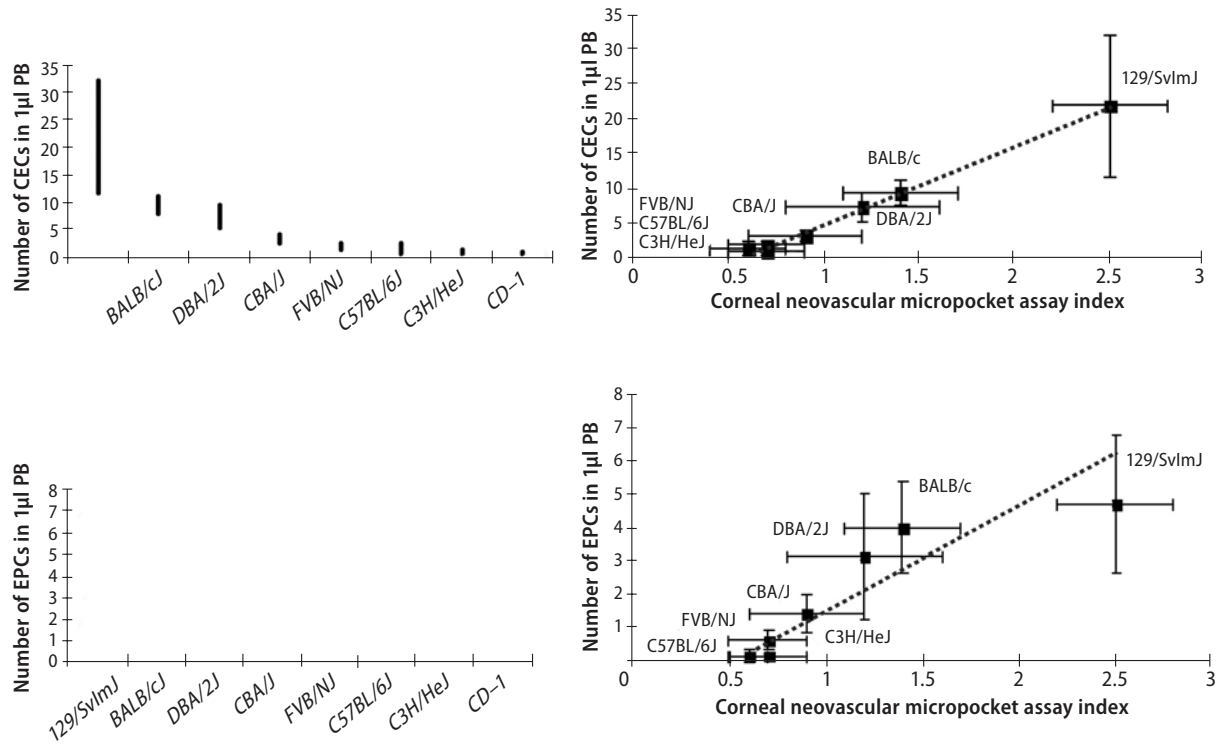 Number of CECs in 1µl PB
35
30
25
20
15
10
5
0
BALB/cJ
DBA/2J
CBA/J
FVB/NJ
C57BL/6J
C3H/HeJ
CD–1
Number of CECs in 1µl PB
35
30
25
20
15
10
5
0
129/SvImJ
BALB/c
FVB/NJ
CBA/J
C57BL/6J
DBA/2J
C3H/HeJ
0 0.5 1 1.5 2 2.5 3
Corneal neovascular micropocket assay index
Number of EPCs in 1µl PB
8
7
6
5
4
3
2
1
0
129/SvImJ
BALB/cJ
DBA/2J
CBA/J
FVB/NJ
C57BL/6J
C3H/HeJ
CD–1
Number of EPCs in 1µl PB
8
7
6
5
4
3
2
1
129/SvImJ
BALB/c
DBA/2J
CBA/J
FVB/NJ
C3H/HeJ
C57BL/6J
0 0.5 1 1.5 2 2.5 3
Corneal neovascular micropocket assay index